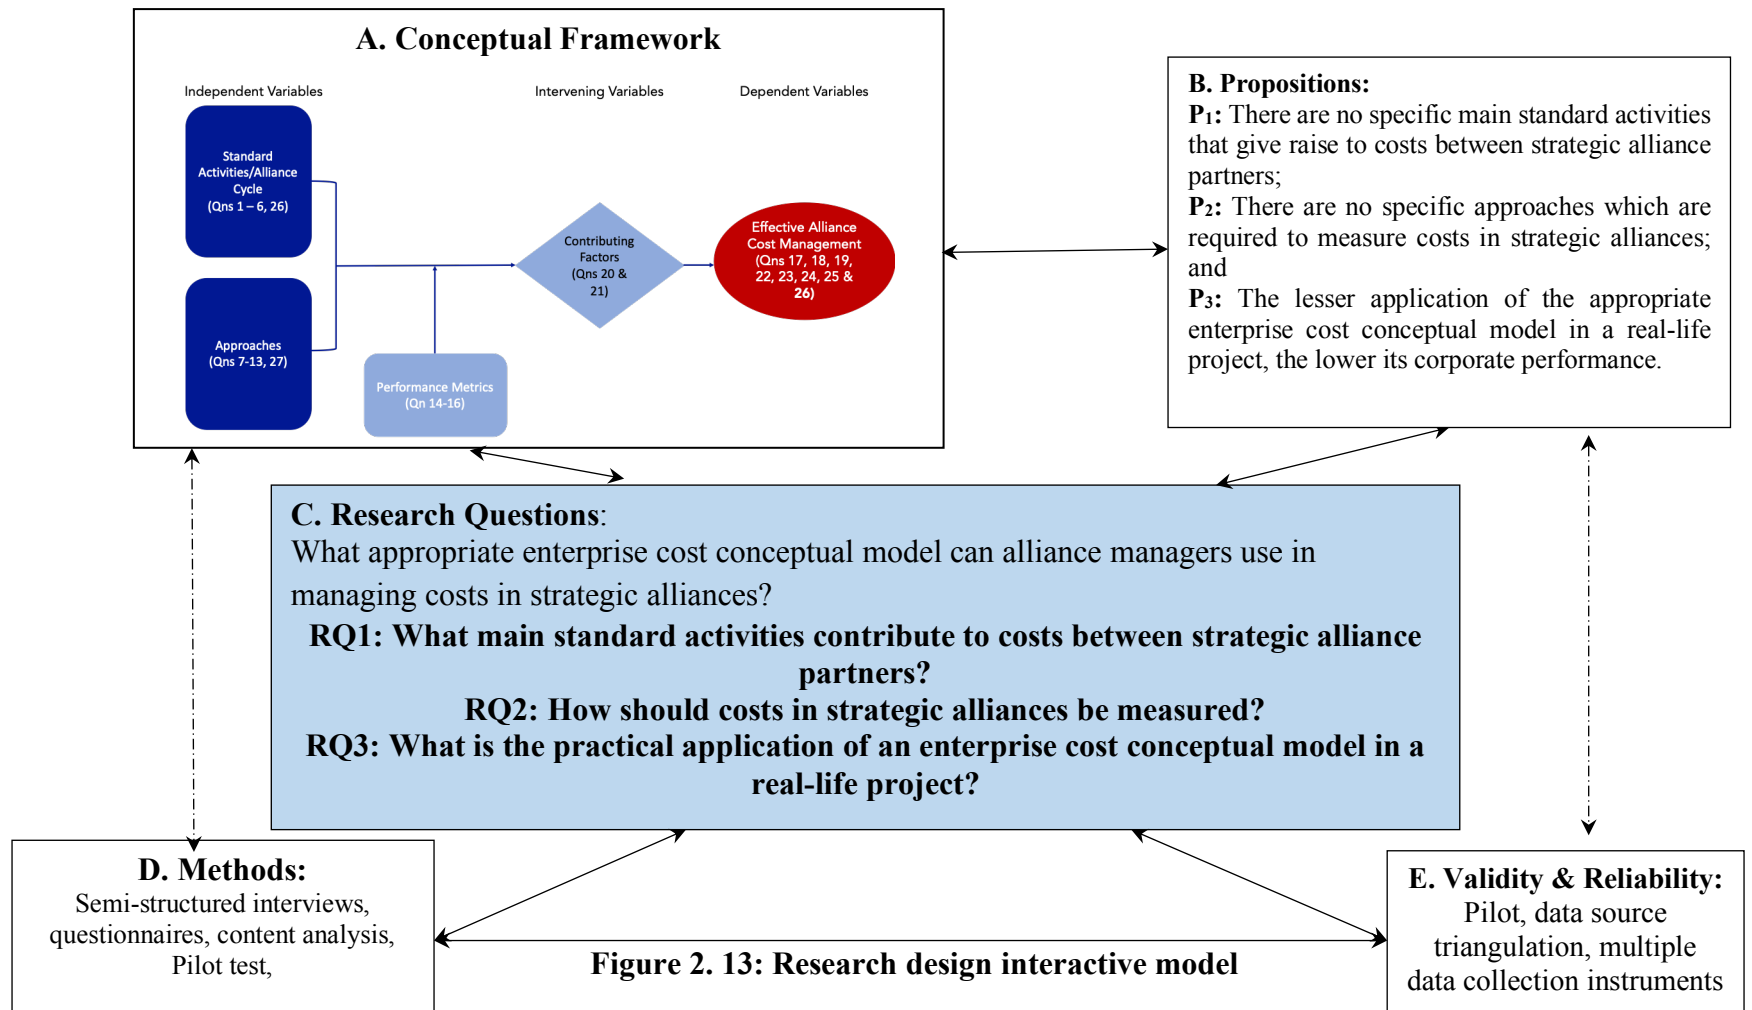 A. Conceptual Framework
Independent Variables
Intervening Variables
Dependent Variables
Standard
Activities/Alliance
Cycle
(Qns 1 – 6, 26)
Approaches
(Qns 7-13, 27)
Performance Metrics
(Qn 14-16)
Contributing
Factors
(Qns 20 &
21)
Effective Alliance
Cost Management
(Qns 17, 18, 19,
22, 23, 24, 25 &
26)
B. Propositions:
P1: There are no specific main standard activities
that give raise to costs between strategic alliance
partners;
P2: There are no specific approaches which are
required to measure costs in strategic alliances;
and
P3: The lesser application of the appropriate
enterprise cost conceptual model in a real-life
project, the lower its corporate performance.
C. Research Questions:
What appropriate enterprise cost conceptual model can alliance managers use in
managing costs in strategic alliances?
RQ1: What main standard activities contribute to costs between strategic alliance
partners?
RQ2: How should costs in strategic alliances be measured?
RQ3: What is the practical application of an enterprise cost conceptual model in a
real-life project?
D. Methods:
Semi-structured interviews,
questionnaires, content analysis,
Pilot test,
Figure 2. 13: Research design interactive model
E. Validity & Reliability:
Pilot, data source
triangulation, multiple
data collection instruments